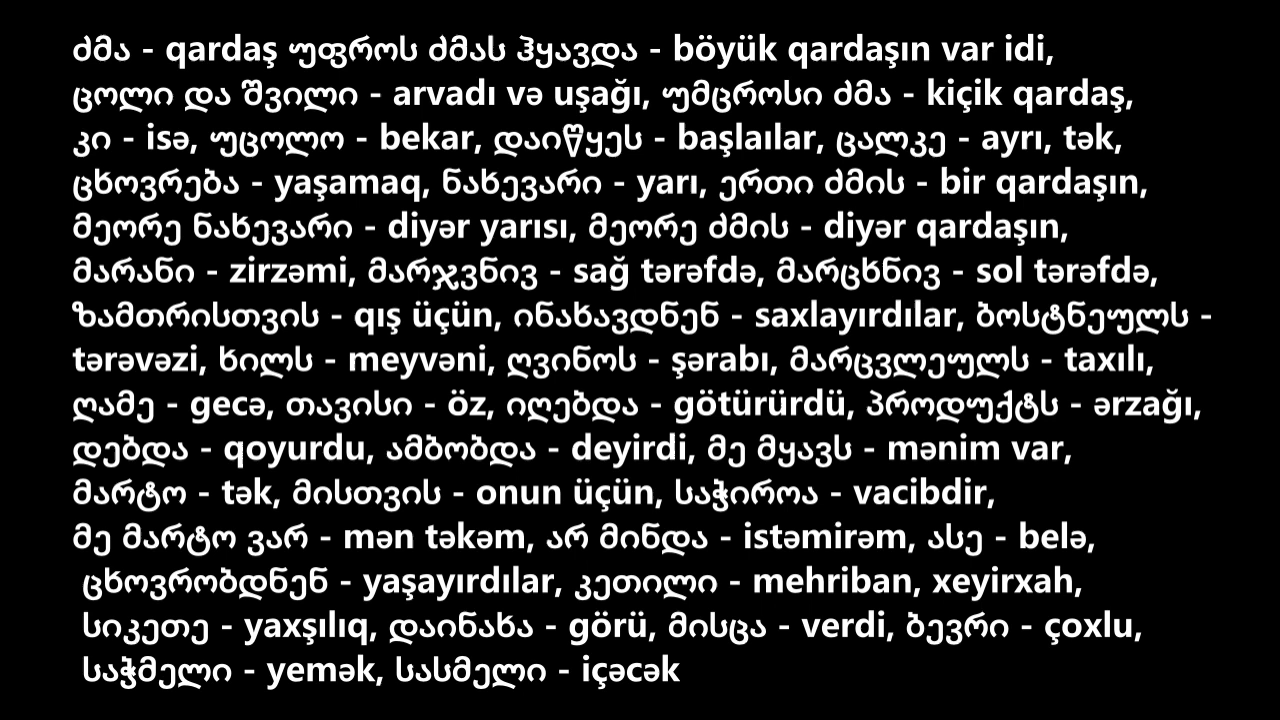 ძმა - qardaş უფროს ძმას ჰყავდა - böyük qardaşın var idi,
ცოლი და შვილი - arvadı və uşağı, უმცროსი ძმა - kiçik qardaş,
კი - isə, უცოლო - bekar, დაიწყეს - başlaılar, ცალკე - ayrı, tək,
ცხოვრება - yaşamaq, ნახევარი - yarı, ერთი ძმის - bir qardaşın,
მეორე ნახევარი - diyər yarısı, მეორე ძმის - diyər qardaşın,
მარანი - zirzəmi, მარჯვნივ - sağ tərəfdə, მარცხნივ - sol tərəfdə,
ზამთრისთვის - qış üçün, ინახავდნენ - saxlayırdılar, ბოსტნეულს -
tərəvəzi, ხილს - meyvəni, ღვინოს - şərabı, მარცვლეულს - taxılı,
ღამე - gecə, თავისი - öz, იღებდა - götürürdü, პროდუქტს - ərzağı,
დებდა - qoyurdu, ამბობდა - deyirdi, მე მყავს - mənim var,
მარტო - tək, მისთვის - onun üçün, საჭიროა - vacibdir,
მე მარტო ვარ - mən təkəm, არ მინდა - istəmirəm, ასე - belə,
ცხოვრობდნენ - yaşayırdılar, კეთილი - mehriban, xeyirxah,
სიკეთე - yaxşılıq, დაინახა - görü, მისცა - verdi, ბევრი - çoxlu,
საჭმელი - yemək, სასმელი - içəcək